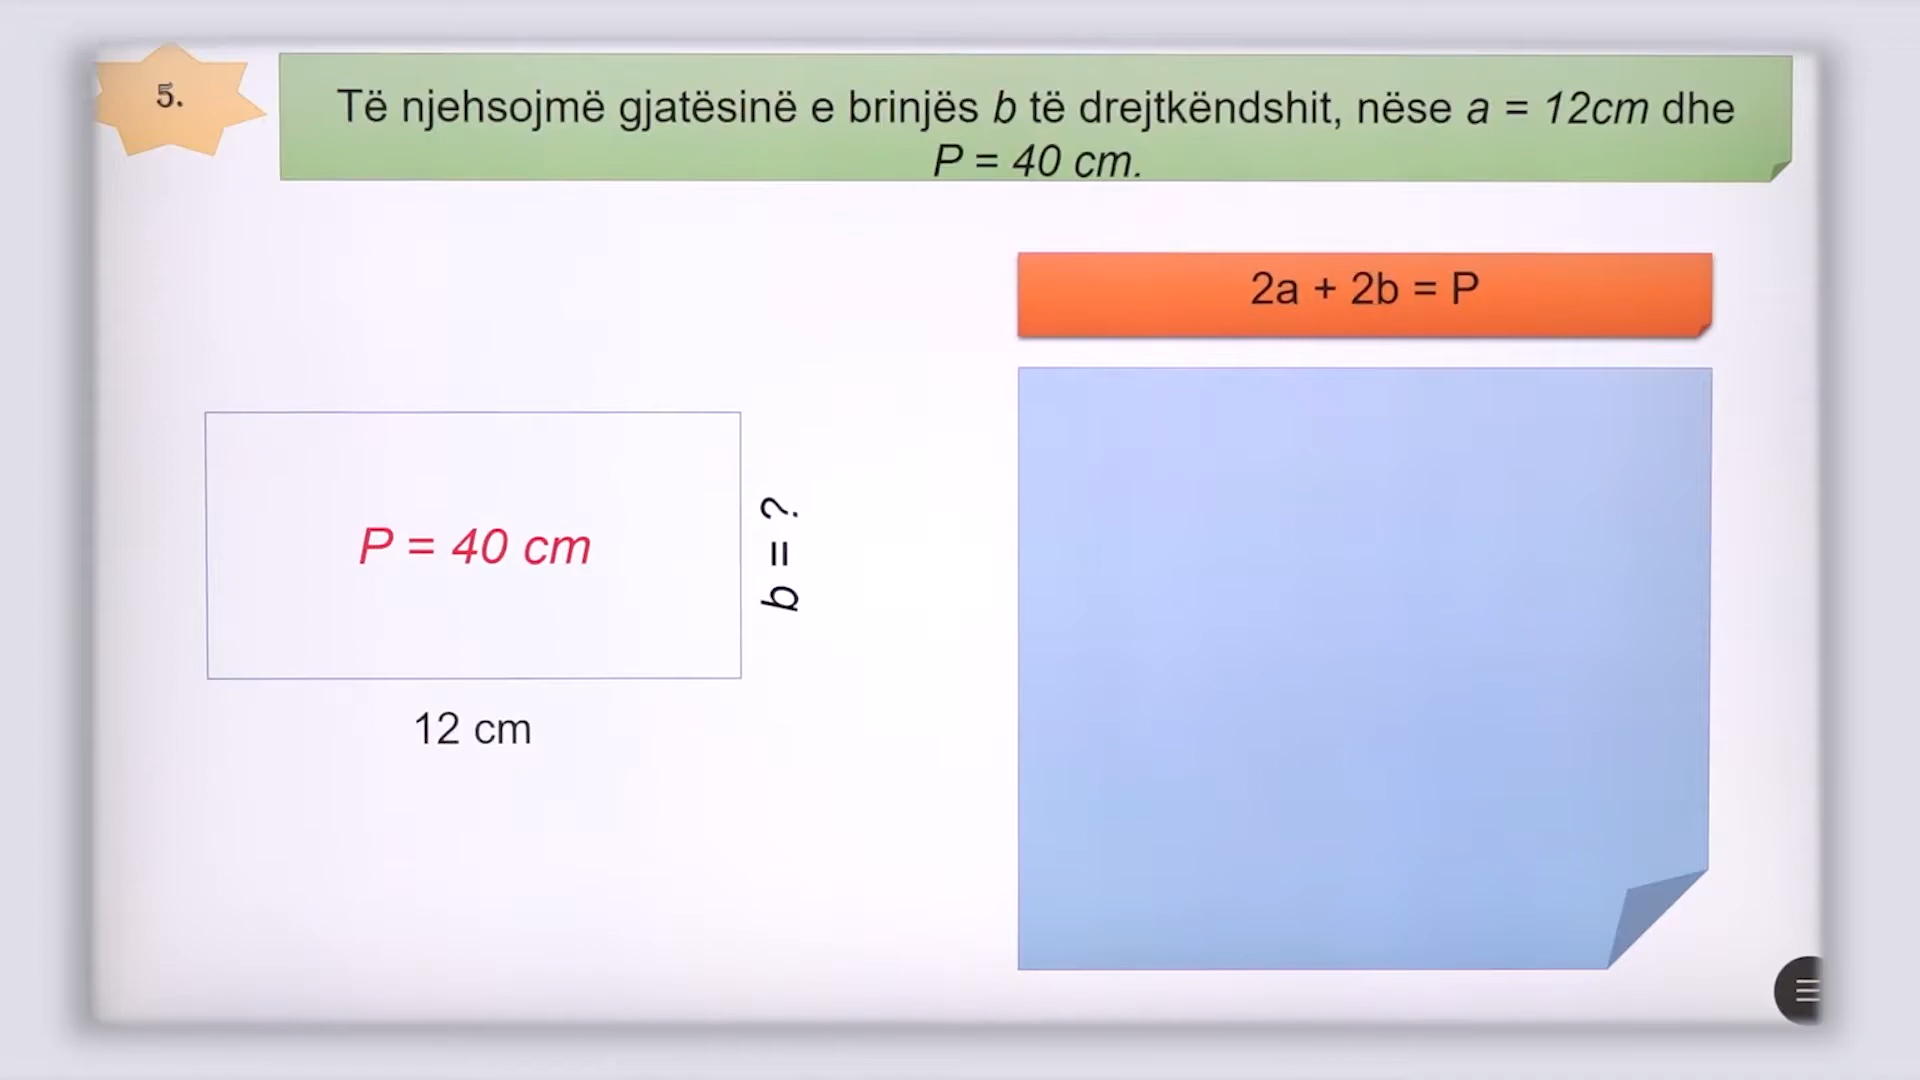 5.
Të njehsojmë gjatësinë e brinjës b të drejtkëndshit, nëse a = 12cm dhe
P = 40 cm.
2a + 2b = P
P = 40 cm
b = ?
12 cm